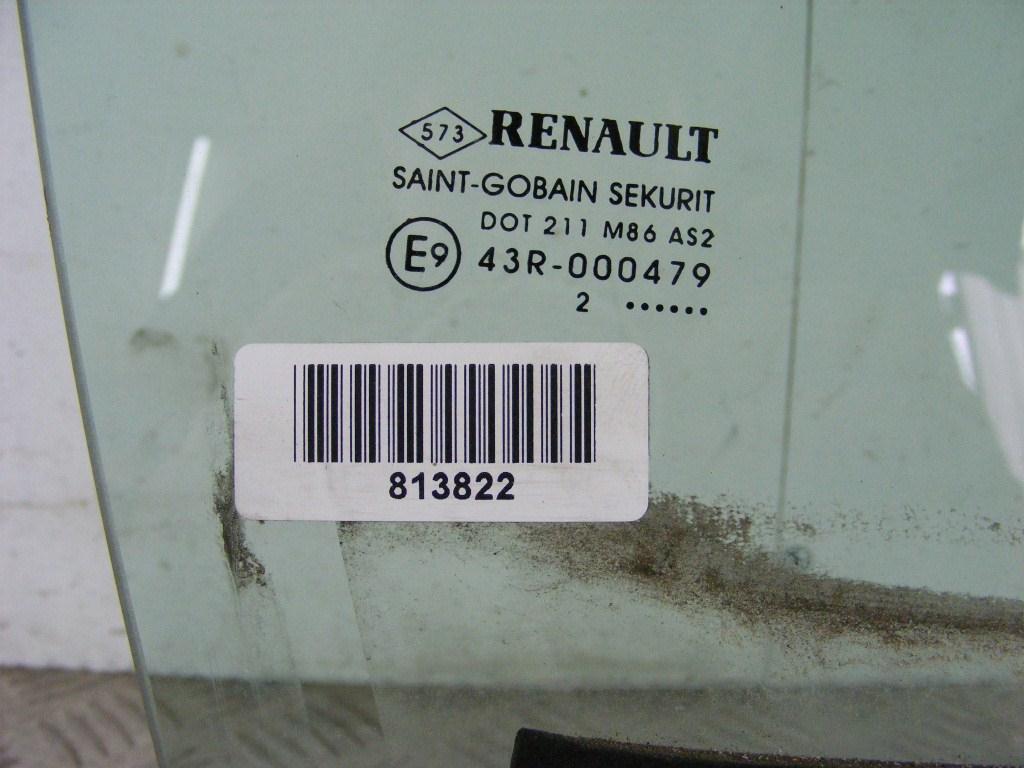 573 RENAULT
SAINT-GOBAIN SEKURIT
DOT 211 M86 AS2
E9 43R-000479
2 ......
813822